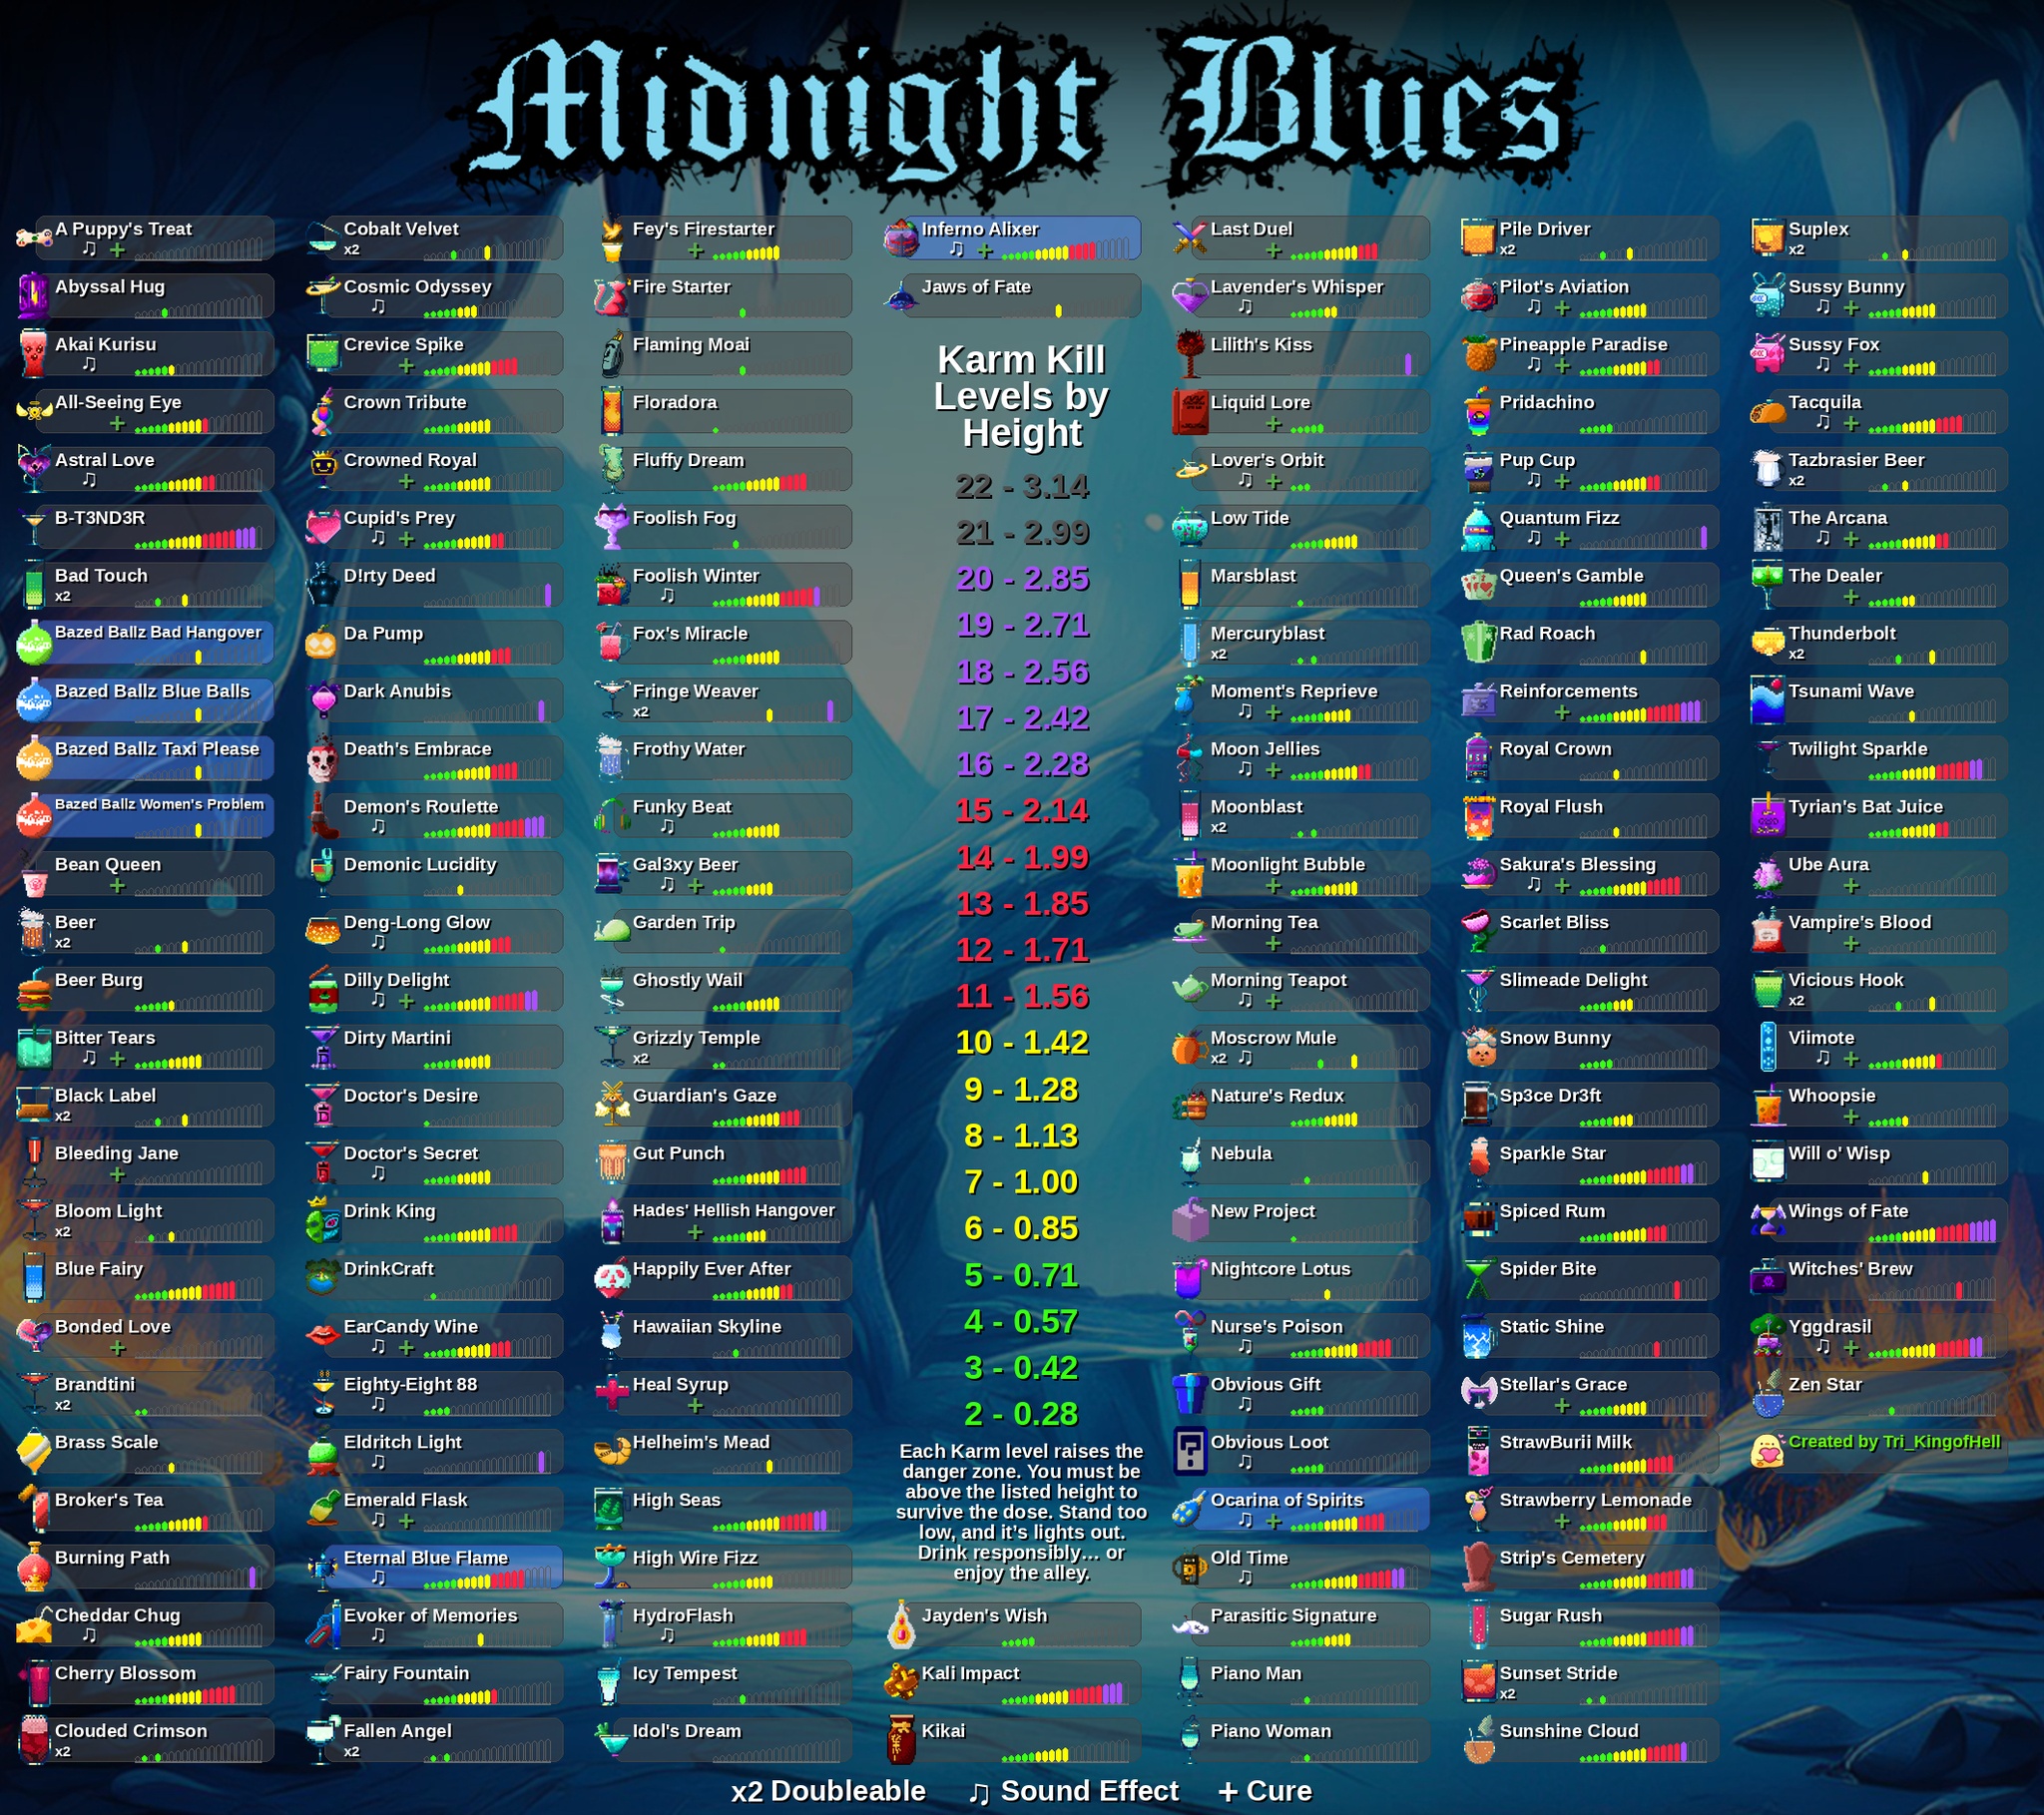 Midnight Blues
A Puppy's Treat
♫ +
Abyssal Hug
Akai Kurisu
♫
All-Seeing Eye
+
Astral Love
♫
B-T3ND3R
Bad Touch
x2
Bazed Ballz Bad Hangover
Bazed Ballz Blue Balls
Bazed Ballz Taxi Please
Bazed Ballz Women's Problem
Bean Queen
+
Beer
x2
Beer Burg
Bitter Tears
♫ +
Black Label
x2
Bleeding Jane
+
Bloom Light
x2
Blue Fairy
Bonded Love
+
Brandtini
x2
Brass Scale
Broker's Tea
Burning Path
Cheddar Chug
♫
Cherry Blossom
Clouded Crimson
x2
Cobalt Velvet
x2
Cosmic Odyssey
♫
Crevice Spike
+
Crown Tribute
Crowned Royal
+
Cupid's Prey
♫ +
D!rty Deed
Da Pump
Dark Anubis
Death's Embrace
Demon's Roulette
♫
Demonic Lucidity
Deng-Long Glow
♫
Dilly Delight
♫ +
Dirty Martini
Doctor's Desire
Doctor's Secret
♫
Drink King
DrinkCraft
EarCandy Wine
♫ +
Eighty-Eight 88
♫
Eldritch Light
♫
Emerald Flask
♫ +
Eternal Blue Flame
♫
Evoker of Memories
♫
Fairy Fountain
Fallen Angel
x2
Fey's Firestarter
+
Fire Starter
Flaming Moai
Floradora
Fluffy Dream
Foolish Fog
Foolish Winter
♫
Fox's Miracle
Fringe Weaver
x2
Frothy Water
Funky Beat
♫
Gal3xy Beer
♫ +
Garden Trip
Ghostly Wail
Grizzly Temple
x2
Guardian's Gaze
Gut Punch
Hades' Hellish Hangover
+
Happily Ever After
Hawaiian Skyline
Heal Syrup
+
Helheim's Mead
High Seas
High Wire Fizz
HydroFlash
♫
Icy Tempest
Idol's Dream
Inferno Alixer
♫ +
Jaws of Fate
Karm Kill
Levels by
Height
22 - 3.14
21 - 2.99
20 - 2.85
19 - 2.71
18 - 2.56
17 - 2.42
16 - 2.28
15 - 2.14
14 - 1.99
13 - 1.85
12 - 1.71
11 - 1.56
10 - 1.42
9 - 1.28
8 - 1.13
7 - 1.00
6 - 0.85
5 - 0.71
4 - 0.57
3 - 0.42
2 - 0.28
Each Karm level raises the
danger zone. You must be
above the listed height to
survive the dose. Stand too
low, and it's lights out.
Drink responsibly... or
enjoy the alley.
Jayden's Wish
Kali Impact
Kikai
Last Duel
+
Lavender's Whisper
♫
Lilith's Kiss
Liquid Lore
+
Lover's Orbit
♫ +
Low Tide
Marsblast
Mercuryblast
x2
Moment's Reprieve
♫ +
Moon Jellies
♫ +
Moonblast
x2
Moonlight Bubble
+
Morning Tea
+
Morning Teapot
♫ +
Moscrow Mule
x2 ♫
Nature's Redux
Nebula
New Project
Nightcore Lotus
Nurse's Poison
♫
Obvious Gift
♫
Obvious Loot
♫
Ocarina of Spirits
♫ +
Old Time
♫
Parasitic Signature
Piano Man
Piano Woman
Pile Driver
x2
Pilot's Aviation
♫ +
Pineapple Paradise
♫ +
Pridachino
Pup Cup
♫ +
Quantum Fizz
♫ +
Queen's Gamble
Rad Roach
Reinforcements
+
Royal Crown
Royal Flush
Sakura's Blessing
♫ +
Scarlet Bliss
Slimeade Delight
Snow Bunny
Sp3ce Dr3ft
Sparkle Star
Spiced Rum
Spider Bite
Static Shine
Stellar's Grace
+
StrawBurii Milk
Strawberry Lemonade
+
Strip's Cemetery
Sugar Rush
Sunset Stride
x2
Sunshine Cloud
Suplex
x2
Sussy Bunny
♫ +
Sussy Fox
♫ +
Tacquila
♫ +
Tazbrasier Beer
x2
The Arcana
♫ +
The Dealer
+
Thunderbolt
x2
Tsunami Wave
Twilight Sparkle
Tyrian's Bat Juice
Ube Aura
+
Vampire's Blood
+
Vicious Hook
x2
Viimote
♫ +
Whoopsie
+
Will o' Wisp
Wings of Fate
Witches' Brew
Yggdrasil
♫ +
Zen Star
Created by Tri_KingofHell
x2 Doubleable ♫ Sound Effect + Cure